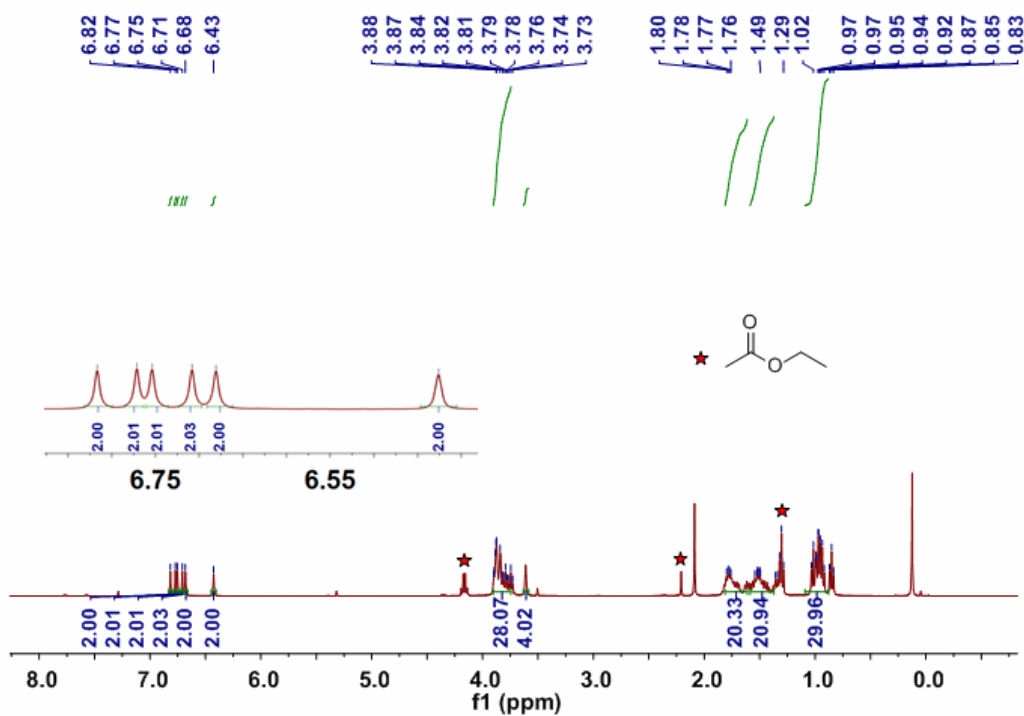 6.82 6.77 6.75 6.71 6.68 6.43 3.88 3.87 3.84 3.82 3.81 3.79 3.78 3.76 3.74 3.73 1.80 1.78 1.77 1.76 1.49 1.29 1.02 0.97 0.97 0.95 0.94 0.92 0.87 0.85 0.83
O
O
2.00 2.01 2.01 2.03 2.00 2.00
6.75 6.55
2.00 2.01 2.01 2.03 2.00 2.00 28.07 4.02 20.33 20.94 29.96
8.0 7.0 6.0 5.0 4.0 3.0 2.0 1.0 0.0
f1 (ppm)